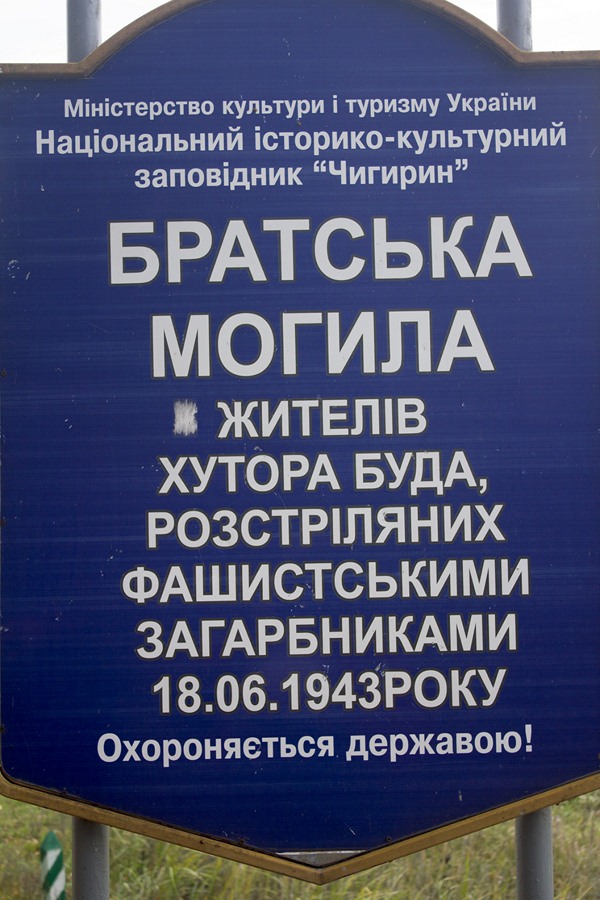 Міністерство культури і туризму України
Національний історико-культурний
заповідник “Чигирин”
БРАТСЬКА
МОГИЛА
ЖИТЕЛІВ
ХУТОРА БУДА,
РОЗСТРІЛЯНИХ
ФАШИСТСЬКИМИ
ЗАГАРБНИКАМИ
18.06.1943РОКУ
Охороняється державою!